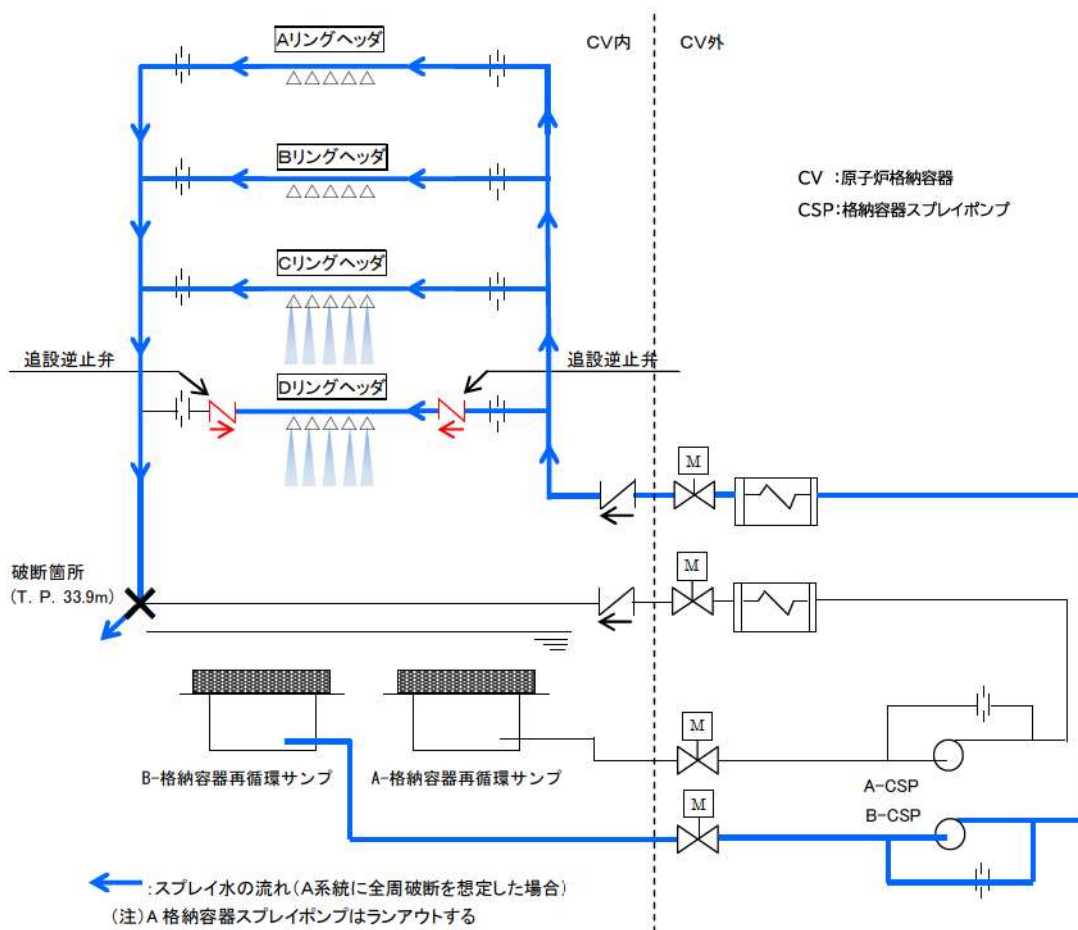 Aリングヘッダ
CV内
CV外
Bリングヘッダ
CV :原子炉格納容器
CSP:格納容器スプレイポンプ
Cリングヘッダ
追設逆止弁
追設逆止弁
Dリングヘッダ
M
破断箇所
(T. P. 33.9m)
M
M
B-格納容器再循環サンプ
A-格納容器再循環サンプ
A-CSP
B-CSP
M
:スプレイ水の流れ(A系統に全周破断を想定した場合)
(注)A格納容器スプレイポンプはランアウトする